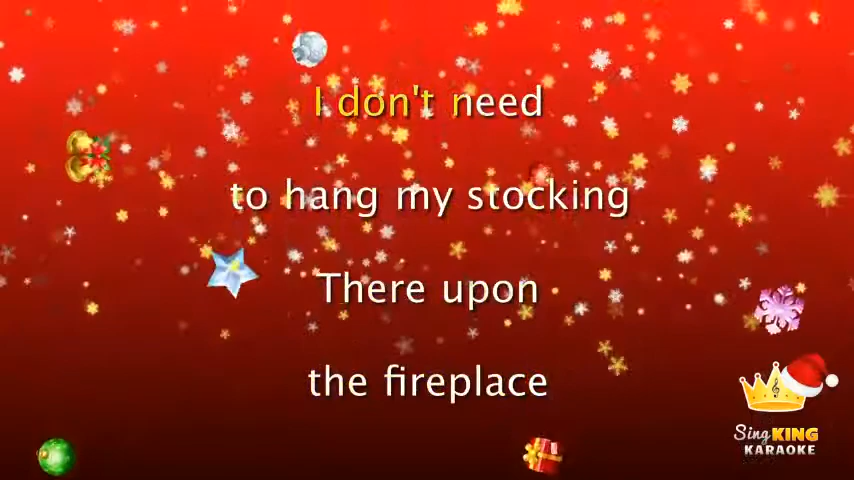 I don't need
to hang my stocking
There upon
the fireplace
Sing KING
KARAOKE